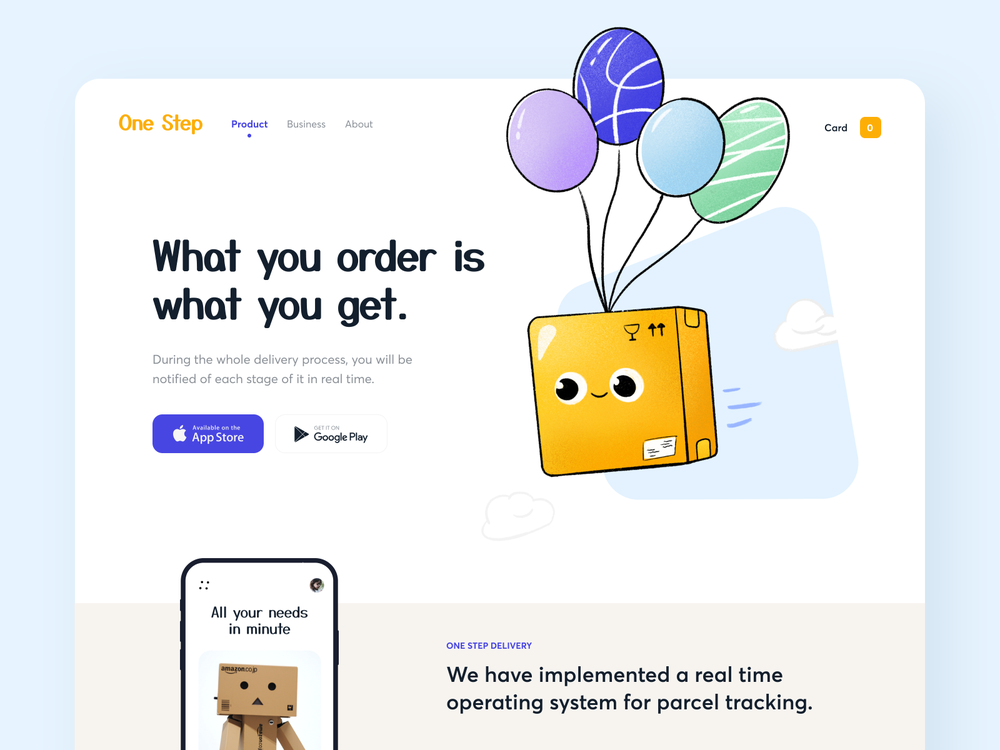 One Step
Product
Business
About
Card
0
What you order is
what you get.
During the whole delivery process, you will be
notified of each stage of it in real time.
Available on the
App Store
GET IT ON
Google Play
All your needs
in minute
amazon.co.jp
ONE STEP DELIVERY
We have implemented a real time
operating system for parcel tracking.